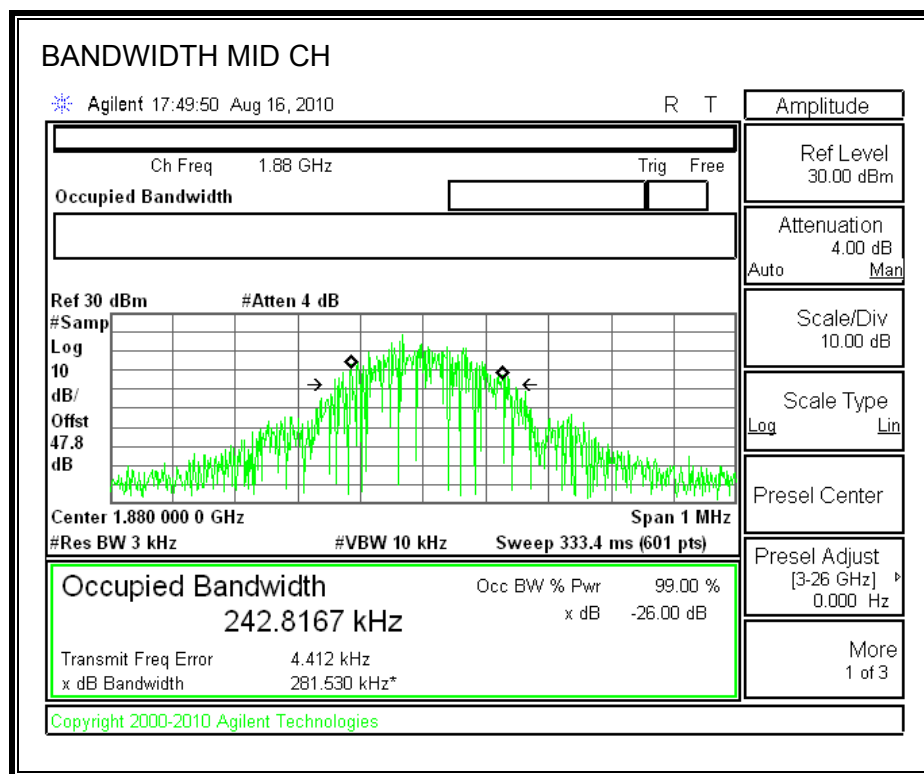 BANDWIDTH MID CH
Agilent 17:49:50 Aug 16, 2010 R T
Ch Freq 1.88 GHz Trig Free
Occupied Bandwidth
Ref 30 dBm #Atten 4 dB
#Samp
Log
10
dB/
Offst
47.8
dB
Center 1.880 000 0 GHz Span 1 MHz
#Res BW 3 kHz #VBW 10 kHz Sweep 333.4 ms (601 pts)
Occupied Bandwidth Occ BW % Pwr 99.00 %
242.8167 kHz x dB -26.00 dB
Transmit Freq Error 4.412 kHz
x dB Bandwidth 281.530 kHz*
Copyright 2000-2010 Agilent Technologies
Amplitude
Ref Level
30.00 dBm
Attenuation
4.00 dB
Auto Man
Scale/Div
10.00 dB
Scale Type
Log Lin
Presel Center
Presel Adjust
[3-26 GHz]
0.000 Hz
More
1 of 3